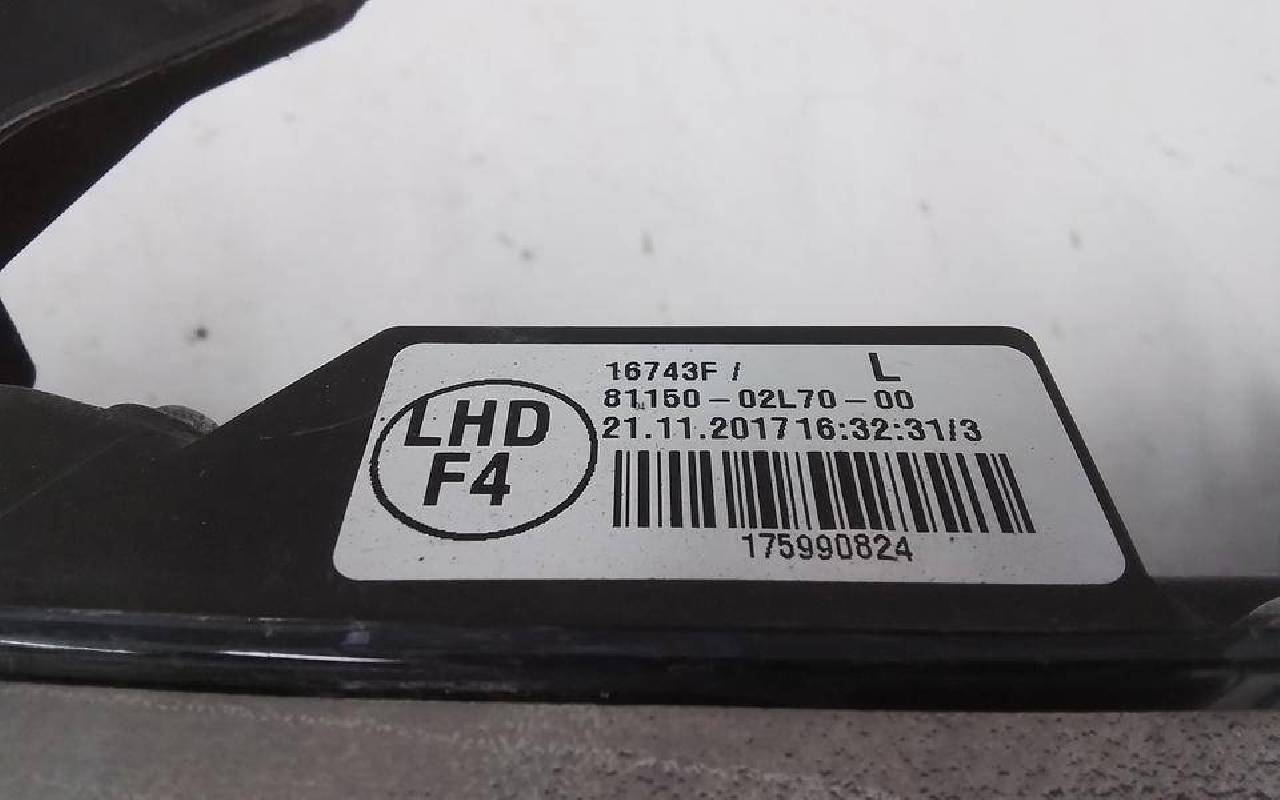 LHD
F4
16743F / L
81150-02L70-00
21.11.2017 16:32:31/3
175990824